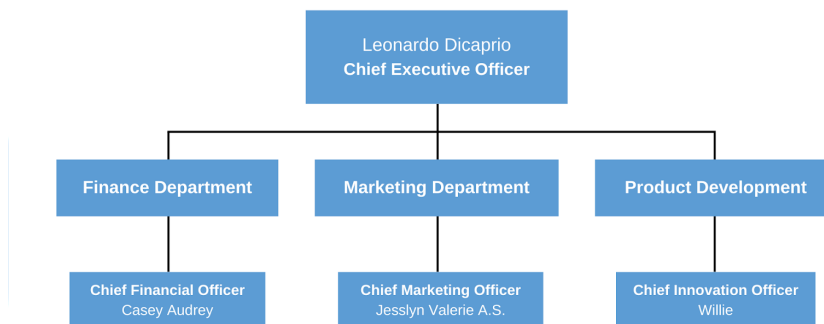 Leonardo Dicaprio
Chief Executive Officer
Finance Department
Marketing Department
Product Development
Chief Financial Officer
Casey Audrey
Chief Marketing Officer
Jesslyn Valerie A.S.
Chief Innovation Officer
Willie